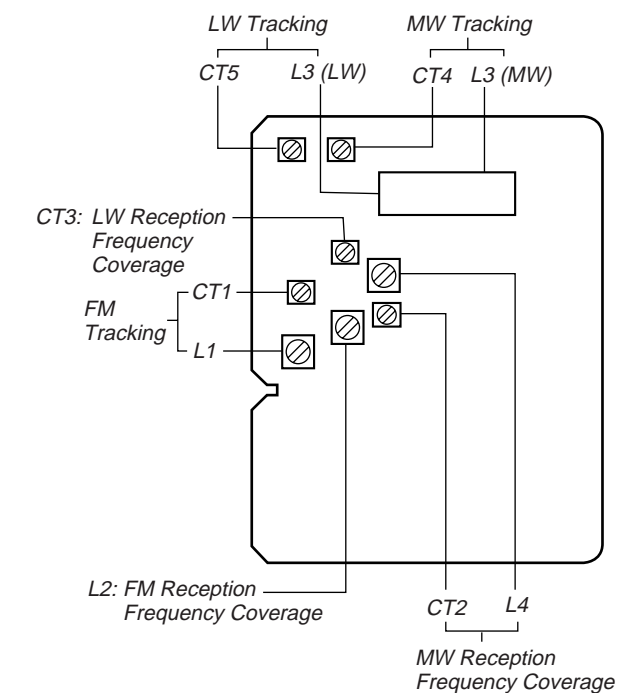 LW Tracking
MW Tracking
CT5
L3 (LW)
CT4
L3 (MW)
CT3: LW Reception
Frequency
Coverage
CT1
FM
Tracking
L1
L2: FM Reception
Frequency Coverage
CT2
L4
MW Reception
Frequency Coverage